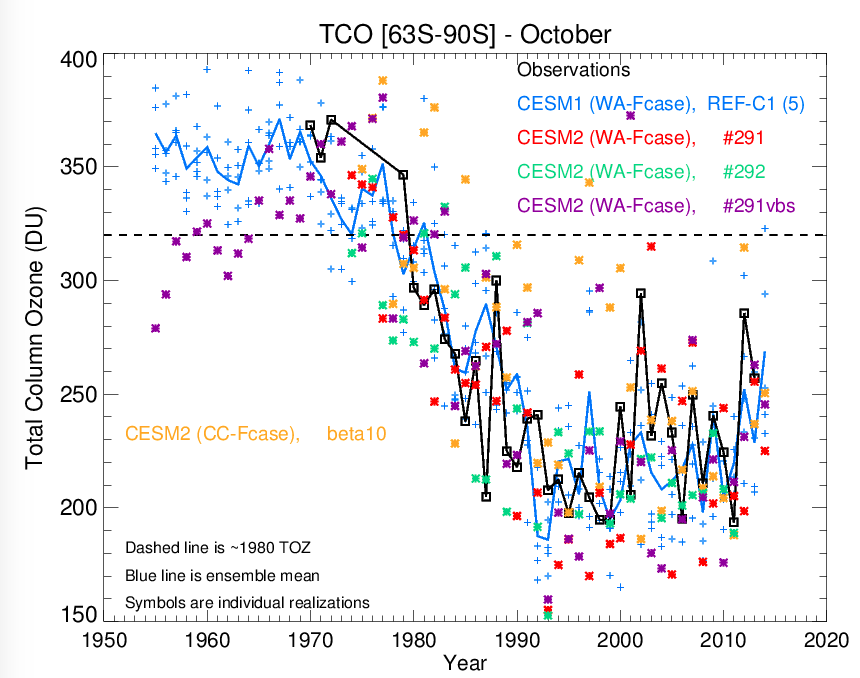 TCO [63S-90S] - October
Observations
CESM1 (WA-Fcase), REF-C1 (5)
CESM2 (WA-Fcase), #291
CESM2 (WA-Fcase), #292
CESM2 (WA-Fcase), #291vbs
CESM2 (CC-Fcase), beta10
Dashed line is ~1980 TOZ
Blue line is ensemble mean
Symbols are individual realizations
Total Column Ozone (DU)
400
350
300
250
200
150
1950 1960 1970 1980 1990 2000 2010 2020
Year